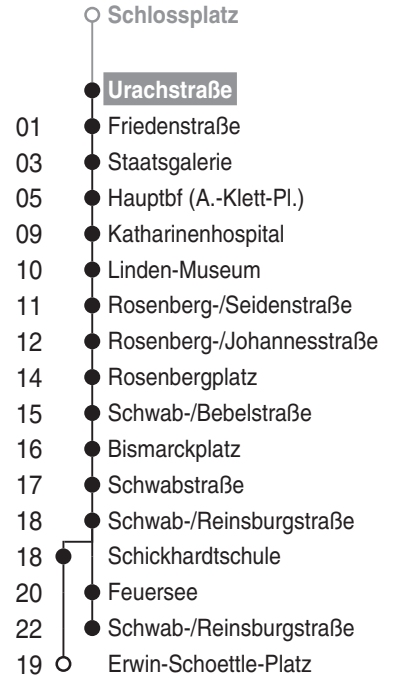 Schlossplatz
Urachstraße
01 Friedenstraße
03 Staatsgalerie
05 Hauptbf (A.-Klett-Pl.)
09 Katharinenhospital
10 Linden-Museum
11 Rosenberg-/Seidenstraße
12 Rosenberg-/Johannesstraße
14 Rosenbergplatz
15 Schwab-/Bebelstraße
16 Bismarckplatz
17 Schwabstraße
18 Schwab-/Reinsburgstraße
18 Schickhardtschule
20 Feuersee
22 Schwab-/Reinsburgstraße
19 Erwin-Schoettle-Platz